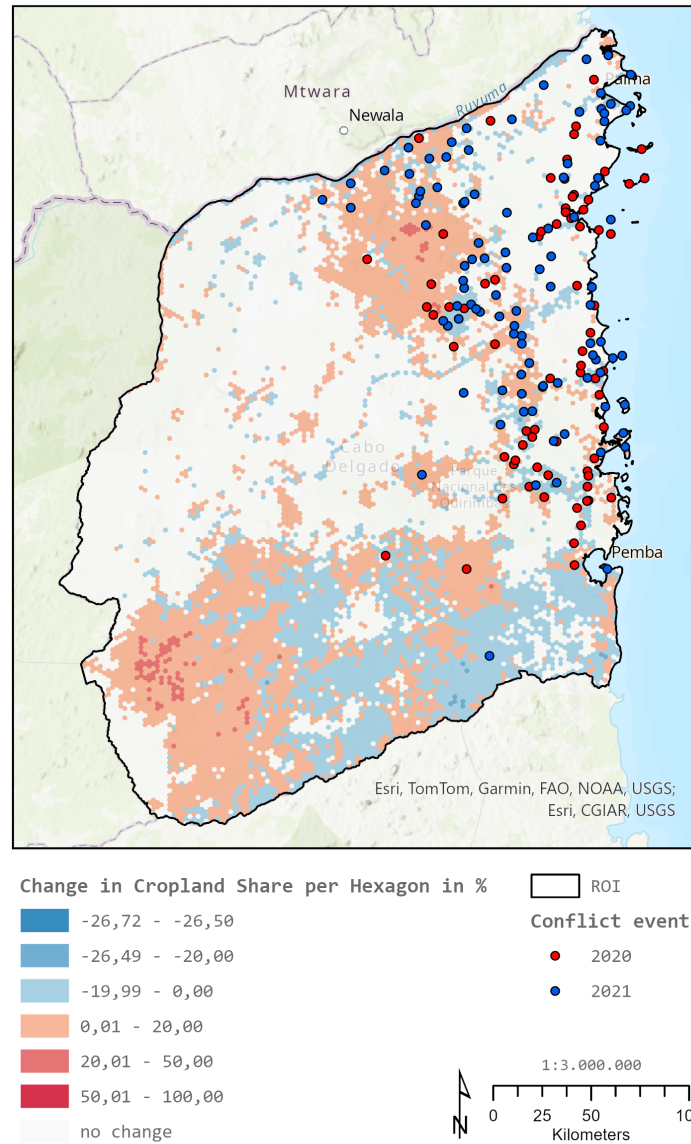 Palma
Mtwara
Ruvuma
Newala
Cabo
Delgado
Parque
Nacional das
Quirimbas
Pemba
Esri, TomTom, Garmin, FAO, NOAA, USGS;
Esri, CGIAR, USGS
Change in Cropland Share per Hexagon in %
ROI
-26,72 - -26,50
Conflict event
-26,49 - -20,00
2020
-19,99 - 0,00
2021
0,01 - 20,00
20,01 - 50,00
1:3.000.000
50,01 - 100,00
no change
N
0 25 50 10
Kilometers